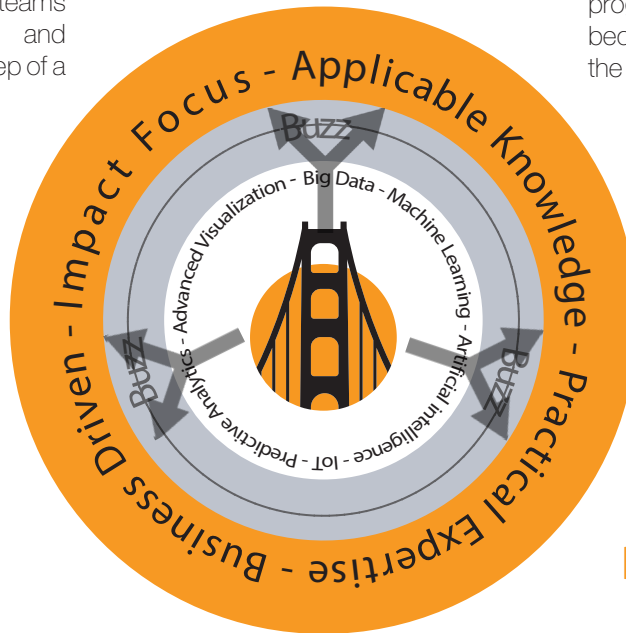 teams
and
ep of a
bec
the
Impact Focus - Applicable Knowledge - Practical Expertise - Business Driven -
Buzz
Buzz
Buzz
Big Data - Machine Learning - Artificial intelligence - IoT - Predictive Analytics - Advanced Visualization -